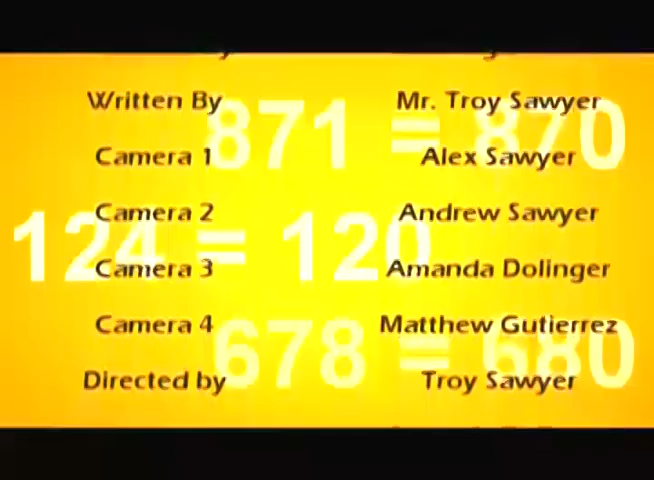 Written By Mr. Troy Sawyer
871 = 870
Camera 1 Alex Sawyer
Camera 2 Andrew Sawyer
124 = 120
Camera 3 Amanda Dolinger
Camera 4 Matthew Gutierrez
678 = 680
Directed by Troy Sawyer